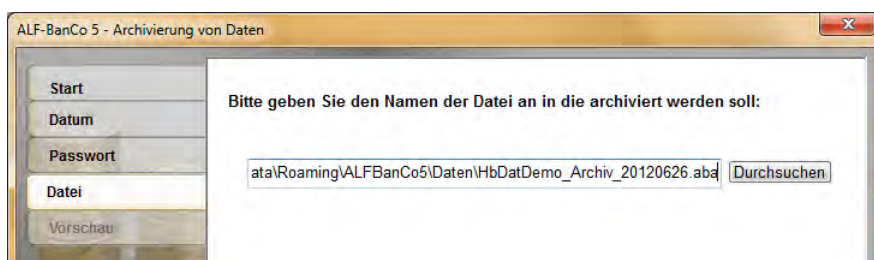 ALF-BanCo 5 - Archivierung von Daten
Start
Datum
Passwort
Datei
Vorschau
Bitte geben Sie den Namen der Datei an in die archiviert werden soll:
ata\Roaming\ALFBanCo5\Daten\HbDatDemo_Archiv_20120626.aba Durchsuchen